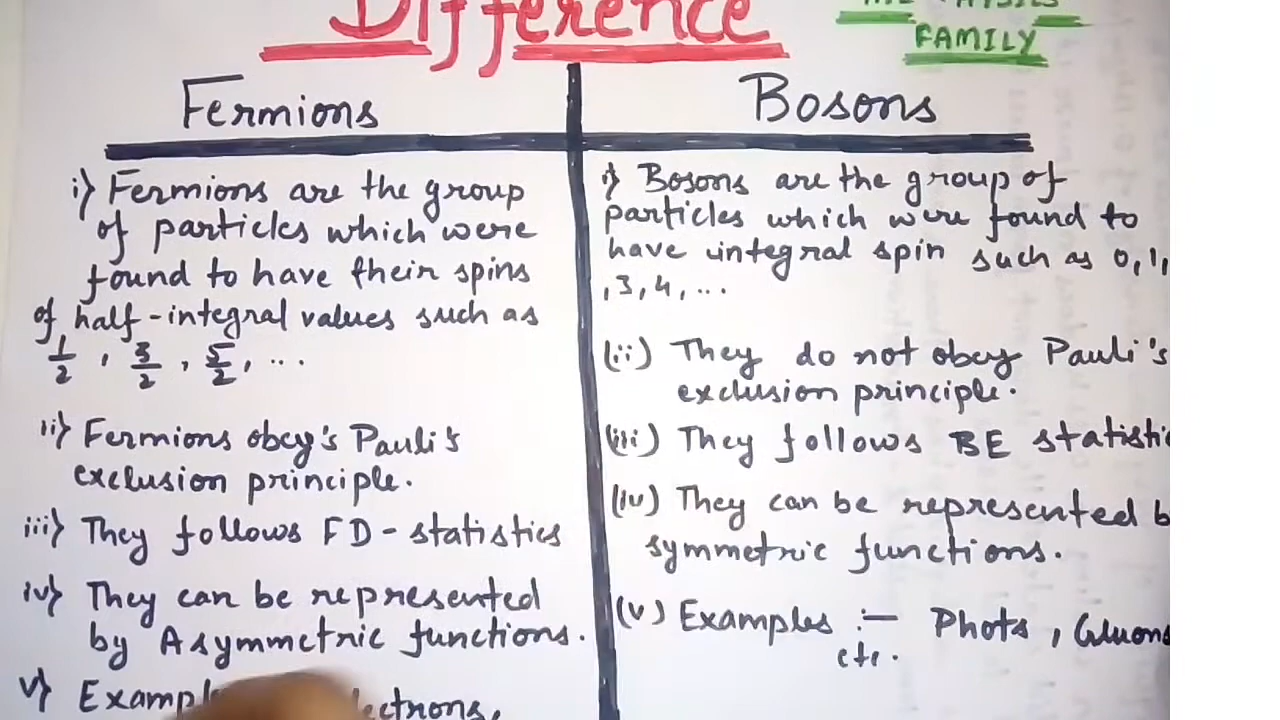 Difference
FAMILY
Fermions
i) Fermions are the group
of particles which were
found to have their spins
of half-integral values such as
1/2, 3/2, 5/2, ...
ii) Fermions obey's Pauli's
exclusion principle.
iii) They follows FD-statistics
iv) They can be represented
by Asymmetric functions.
v)
Bosons
i) Bosons are the group of
particles which were found to
have integral spin such as 0, 1,
, 3, 4, ...
(ii) They do not obey Pauli's
exclusion principle.
(iii) They follows BE statistic
(iv) They can be represented b
symmetric functions.
(v) Examples :- Phots, Gluons
etc.